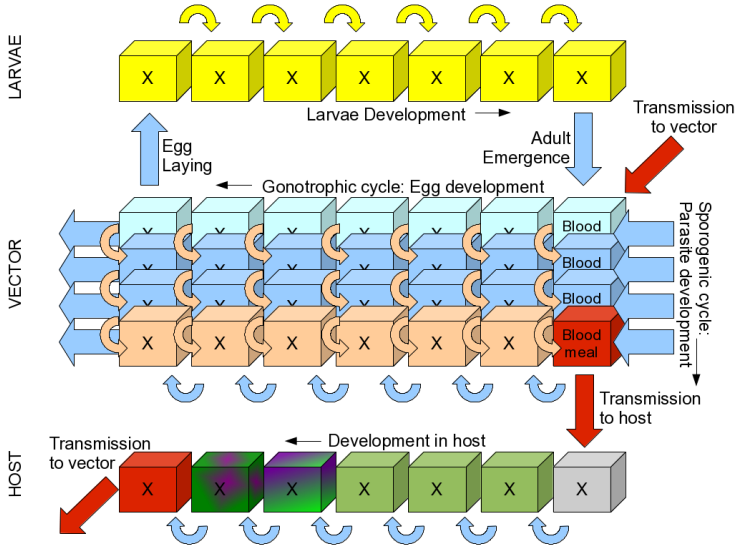 LARVAE
X X X X X X X
Larvae Development
Transmission
to vector
Egg
Laying
Adult
Emergence
Gonotrophic cycle: Egg development
VECTOR
X X X X X X Blood
X X X X X X Blood
X X X X X X Blood
X X X X X X Blood
meal
Sporogenic cycle:
Parasite development
Transmission
to host
Transmission
to vector
Development in host
HOST
X X X X X X X